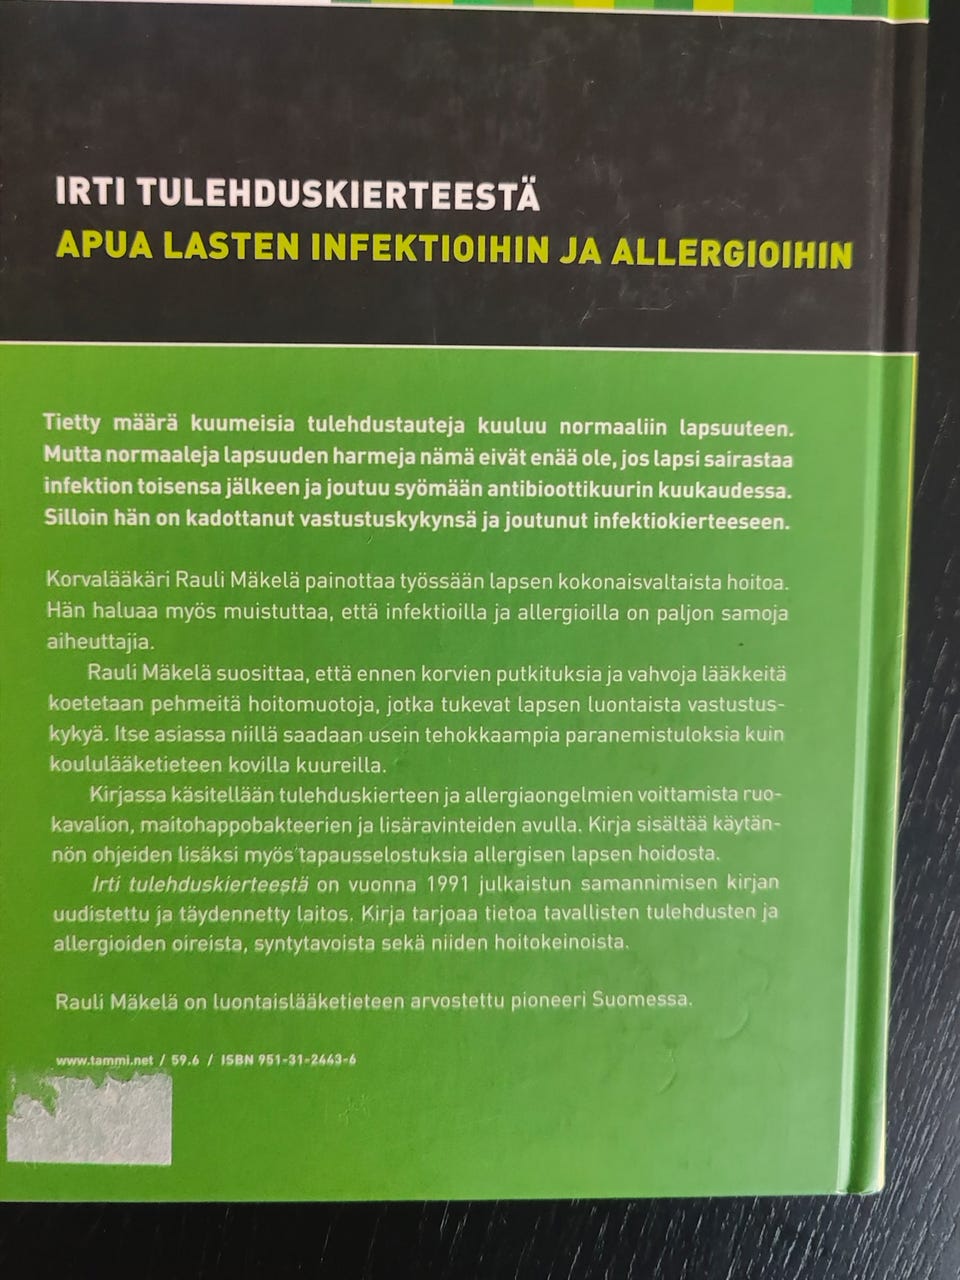 IRTI TULEHDUSKIERTEESTÄ
APUA LASTEN INFEKTIOIHIN JA ALLERGIOIHIN
Tietty määrä kuumeisia tulehdustauteja kuuluu normaaliin lapsuuteen.
Mutta normaaleja lapsuuden harmeja nämä eivät enää ole, jos lapsi sairastaa
infektion toisensa jälkeen ja joutuu syömään antibioottikuurin kuukaudessa.
Silloin hän on kadottanut vastustuskykynsä ja joutunut infektiokierteeseen.
Korvalääkäri Rauli Mäkelä painottaa työssään lapsen kokonaisvaltaista hoitoa.
Hän haluaa myös muistuttaa, että infektioilla ja allergioilla on paljon samoja
aiheuttajia.
Rauli Mäkelä suosittaa, että ennen korvien putkituksia ja vahvoja lääkkeitä
koetetaan pehmeitä hoitomuotoja, jotka tukevat lapsen luontaista vastustus-
kykyä. Itse asiassa niillä saadaan usein tehokkaampia paranemistuloksia kuin
koululääketieteen kovilla kuureilla.
Kirjassa käsitellään tulehduskierteen ja allergiaongelmien voittamista ruo-
kavalion, maitohappobakteerien ja lisäravinteiden avulla. Kirja sisältää käytän-
nön ohjeiden lisäksi myös tapausselostuksia allergisen lapsen hoidosta.
Irti tulehduskierteestä on vuonna 1991 julkaistun samannimisen kirjan
uudistettu ja täydennetty laitos. Kirja tarjoaa tietoa tavallisten tulehdusten ja
allergioiden oireista, syntytavoista sekä niiden hoitokeinoista.
Rauli Mäkelä on luontaislääketieteen arvostettu pioneeri Suomessa.
www.tammi.net / 59.6 / ISBN 951-31-2443-6